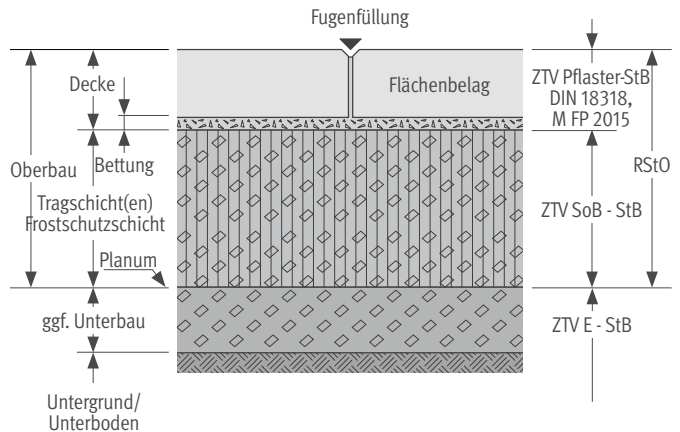 Fugenfüllung
Decke
Flächenbelag
ZTV Pflaster-StB
DIN 18318,
M FP 2015
Oberbau
Bettung
RStO
Tragschicht(en)
Frostschutzschicht
ZTV SoB - StB
Planum
ggf. Unterbau
ZTV E - StB
Untergrund/
Unterboden